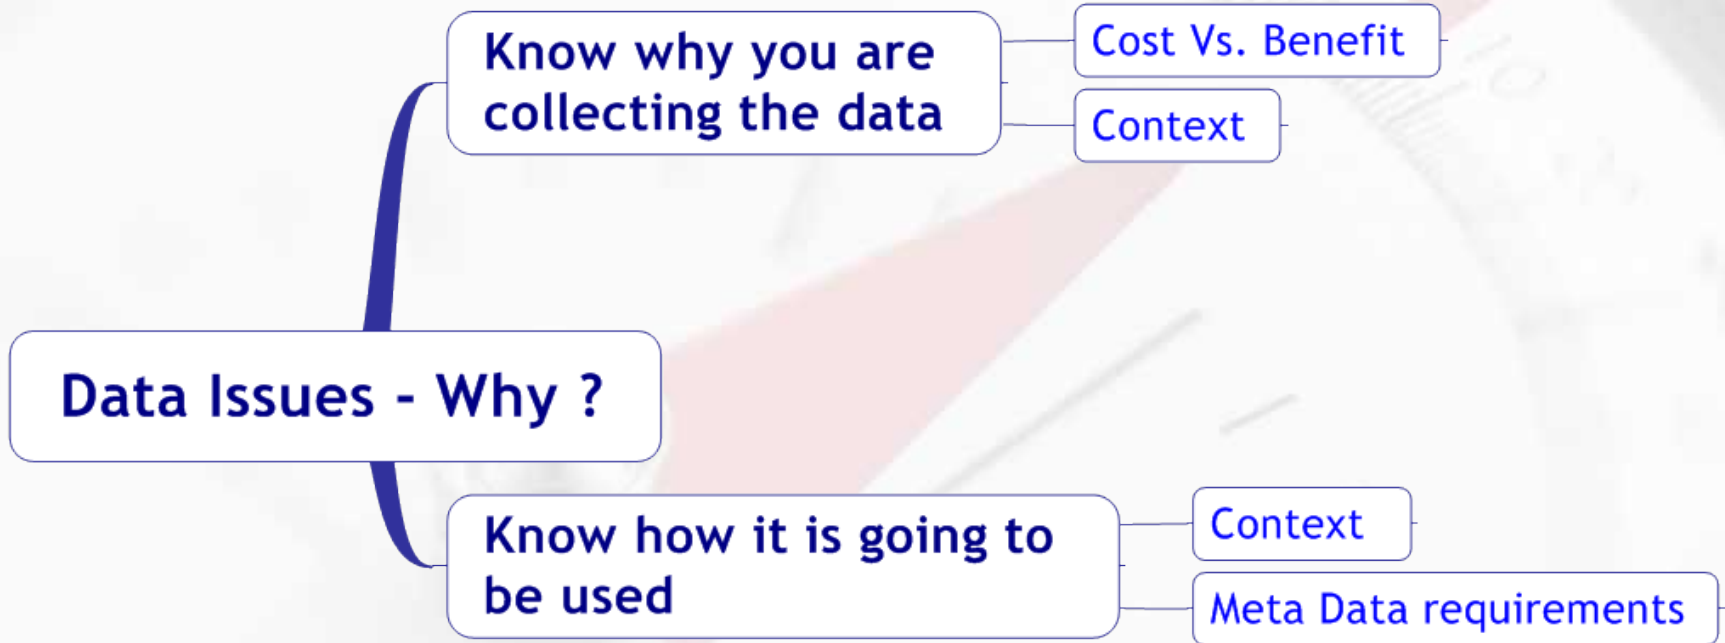 Know why you are
collecting the data
Cost Vs. Benefit
Context
Data Issues - Why ?
Know how it is going to
be used
Context
Meta Data requirements